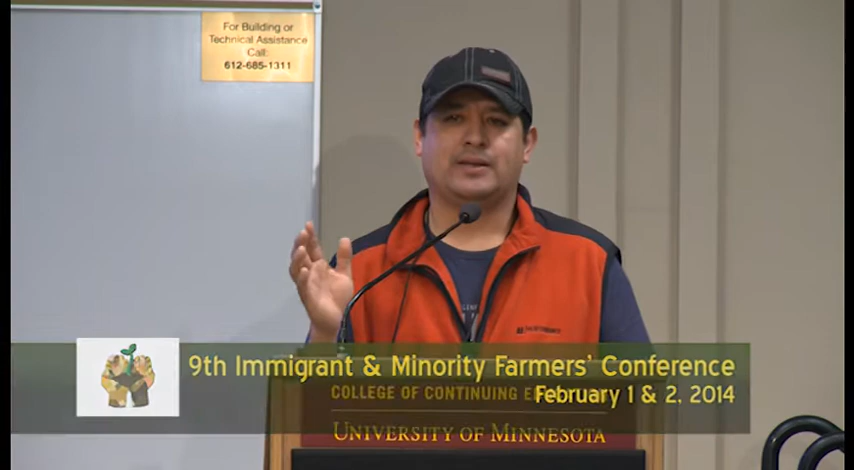 For Building or
Technical Assistance
Call:
612-685-1311
9th Immigrant & Minority Farmers' Conference
February 1 & 2, 2014
COLLEGE OF CONTINUING
UNIVERSITY OF MINNESOTA